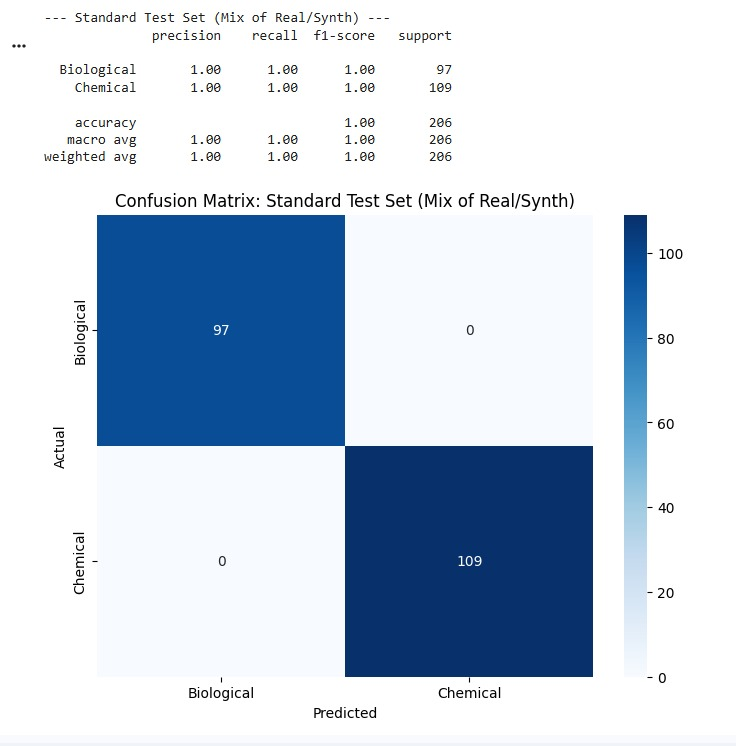 --- Standard Test Set (Mix of Real/Synth) ---
precision recall f1-score support
...
Biological 1.00 1.00 1.00 97
Chemical 1.00 1.00 1.00 109
accuracy 1.00 206
macro avg 1.00 1.00 1.00 206
weighted avg 1.00 1.00 1.00 206
Confusion Matrix: Standard Test Set (Mix of Real/Synth)
Actual
Biological
97
0
Chemical
0
109
Biological
Chemical
Predicted
100
80
60
40
20
0